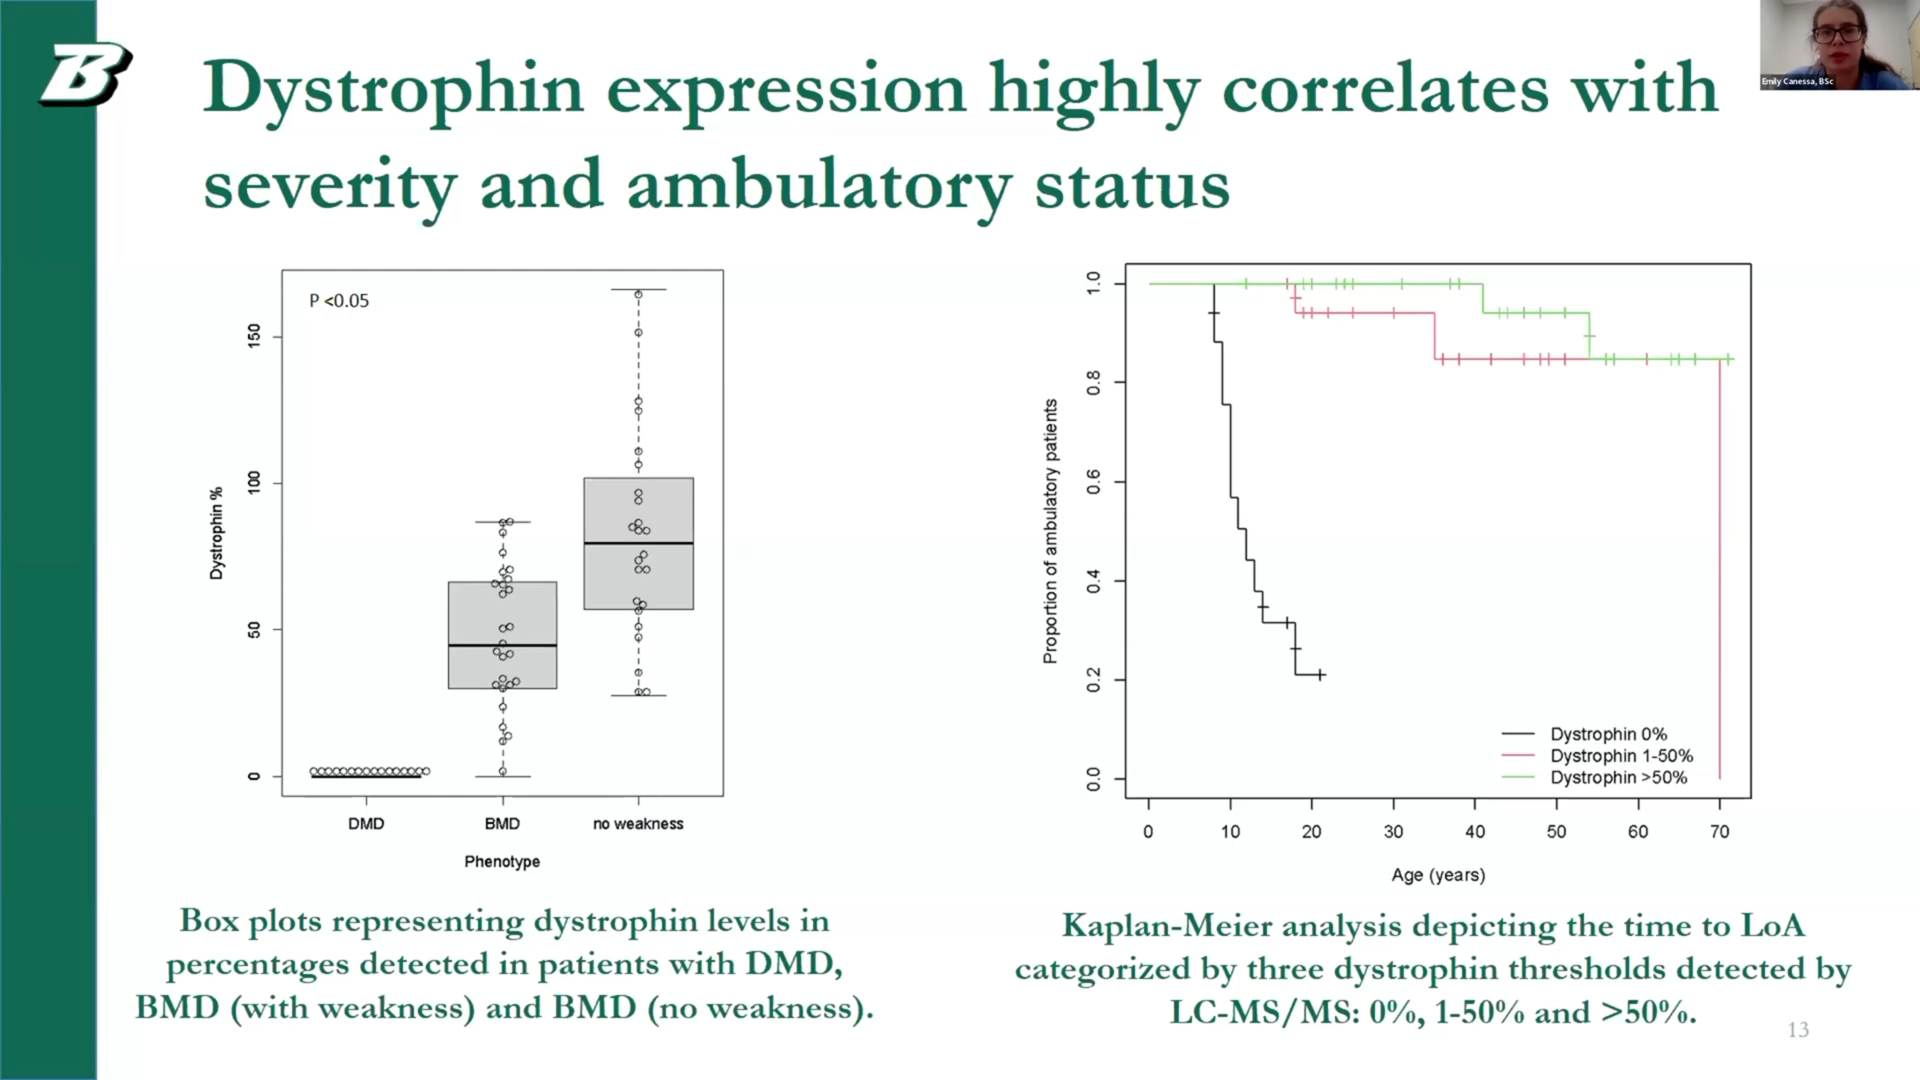 B
Dystrophin expression highly correlates with
severity and ambulatory status
Emily Canessa, BSc
P <0.05
Dystrophin %
150
100
50
0
DMD
BMD
no weakness
Phenotype
Box plots representing dystrophin levels in
percentages detected in patients with DMD,
BMD (with weakness) and BMD (no weakness).
Proportion of ambulatory patients
1.0
0.8
0.6
0.4
0.2
0.0
Dystrophin 0%
Dystrophin 1-50%
Dystrophin >50%
0 10 20 30 40 50 60 70
Age (years)
Kaplan-Meier analysis depicting the time to LoA
categorized by three dystrophin thresholds detected by
LC-MS/MS: 0%, 1-50% and >50%.
13